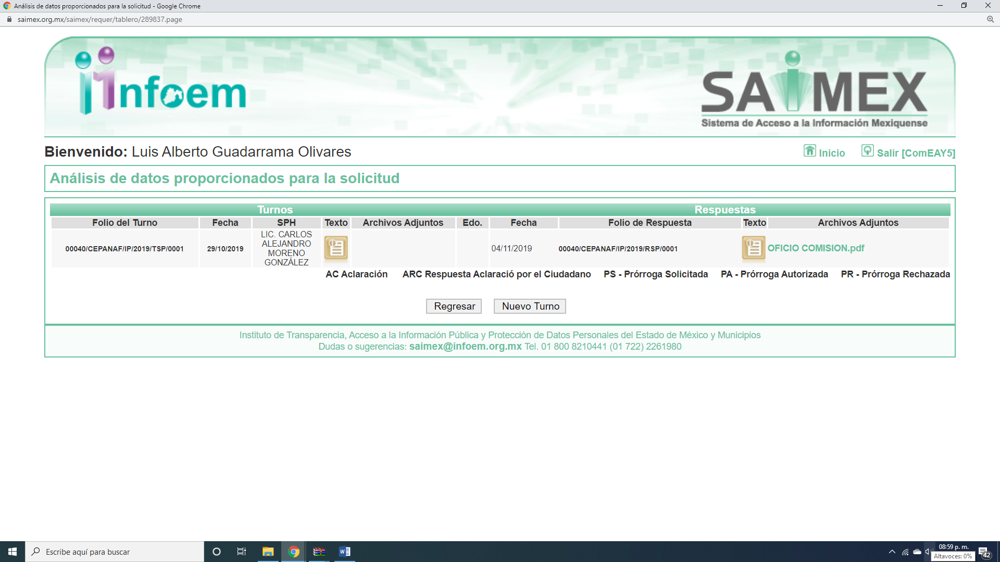 Análisis de datos proporcionados para la solicitud - Google Chrome
saimex.org.mx/saimex/requer/tablero/289837.page
infoem
SAIMEX
Sistema de Acceso a la Información Mexiquense
Bienvenido: Luis Alberto Guadarrama Olivares
Inicio Salir [ComEAY5]
Análisis de datos proporcionados para la solicitud
Turnos Respuestas
Folio del Turno Fecha SPH Texto Archivos Adjuntos Edo. Fecha Folio de Respuesta Texto Archivos Adjuntos
00040/CEPANAF/IP/2019/TSP/0001 29/10/2019 LIC. CARLOS
ALEJANDRO
MORENO
GONZÁLEZ
04/11/2019 00040/CEPANAF/IP/2019/RSP/0001 OFICIO COMISION.pdf
AC Aclaración ARC Respuesta Aclaració por el Ciudadano PS - Prórroga Solicitada PA - Prórroga Autorizada PR - Prórroga Rechazada
Regresar Nuevo Turno
Instituto de Transparencia, Acceso a la Información Pública y Protección de Datos Personales del Estado de México y Municipios
Dudas o sugerencias: saimex@infoem.org.mx Tel. 01 800 8210441 (01 722) 2261980
Escribe aquí para buscar
08:59 p. m.
Altavoces: 0%
42